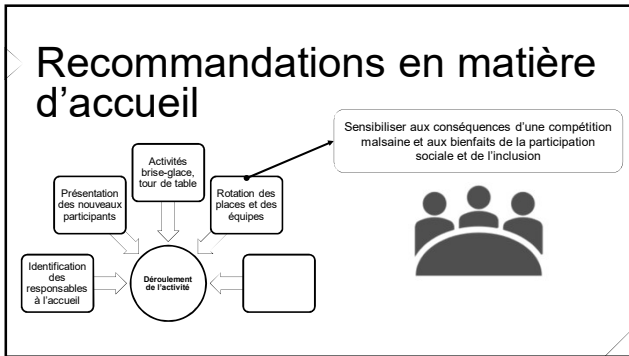 Recommandations en matière
d’accueil
Sensibiliser aux conséquences d’une compétition
malsaine et aux bienfaits de la participation
sociale et de l’inclusion
Activités
brise-glace,
tour de table
Présentation
des nouveaux
participants
Rotation des
places et des
équipes
Identification
des
responsables
à l’accueil
Déroulement
de l’activité